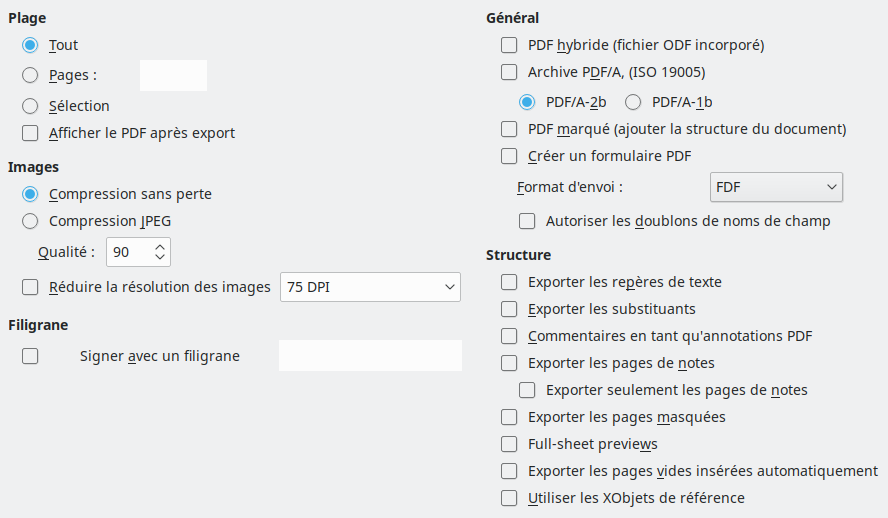 Plage
Tout
Pages :
Sélection
Afficher le PDF après export
Images
Compression sans perte
Compression JPEG
Qualité : 90
Réduire la résolution des images 75 DPI
Filigrane
Signer avec un filigrane
Général
PDF hybride (fichier ODF incorporé)
Archive PDF/A, (ISO 19005)
PDF/A-2b PDF/A-1b
PDF marqué (ajouter la structure du document)
Créer un formulaire PDF
Format d'envoi : FDF
Autoriser les doublons de noms de champ
Structure
Exporter les repères de texte
Exporter les substituants
Commentaires en tant qu'annotations PDF
Exporter les pages de notes
Exporter seulement les pages de notes
Exporter les pages masquées
Full-sheet previews
Exporter les pages vides insérées automatiquement
Utiliser les XObjets de référence